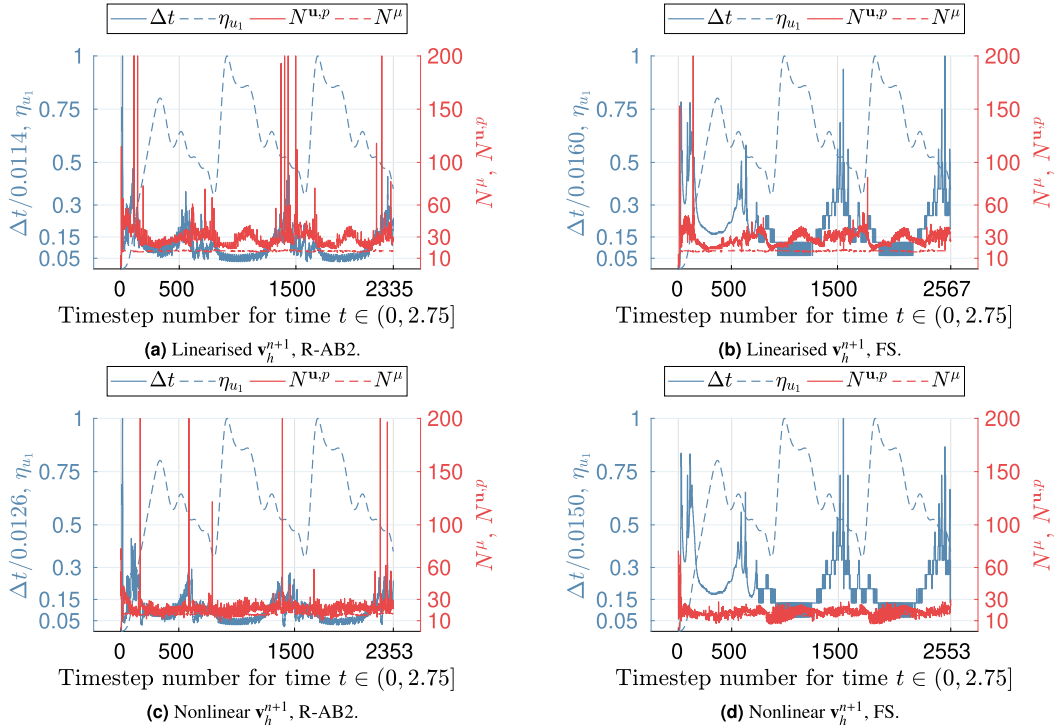 Δt η_{u_1} N^{u,p} N^μ
Δt η_{u_1} N^{u,p} N^μ
1 200
0.75 150
0.5 100
0.3 60
0.15 30
0.05 10
Δt/0.0114, η_{u_1}
N^μ, N^{u,p}
0 500 1500 2335
Timestep number for time t ∈ (0, 2.75]
(a) Linearised v_h^{n+1}, R-AB2.
1 200
0.75 150
0.5 100
0.3 60
0.15 30
0.05 10
Δt/0.0160, η_{u_1}
N^μ, N^{u,p}
0 500 1500 2567
Timestep number for time t ∈ (0, 2.75]
(b) Linearised v_h^{n+1}, FS.
Δt η_{u_1} N^{u,p} N^μ
Δt η_{u_1} N^{u,p} N^μ
1 200
0.75 150
0.5 100
0.3 60
0.15 30
0.05 10
Δt/0.0126, η_{u_1}
N^μ, N^{u,p}
0 500 1500 2353
Timestep number for time t ∈ (0, 2.75]
(c) Nonlinear v_h^{n+1}, R-AB2.
1 200
0.75 150
0.5 100
0.3 60
0.15 30
0.05 10
Δt/0.0150, η_{u_1}
N^μ, N^{u,p}
0 500 1500 2553
Timestep number for time t ∈ (0, 2.75]
(d) Nonlinear v_h^{n+1}, FS.